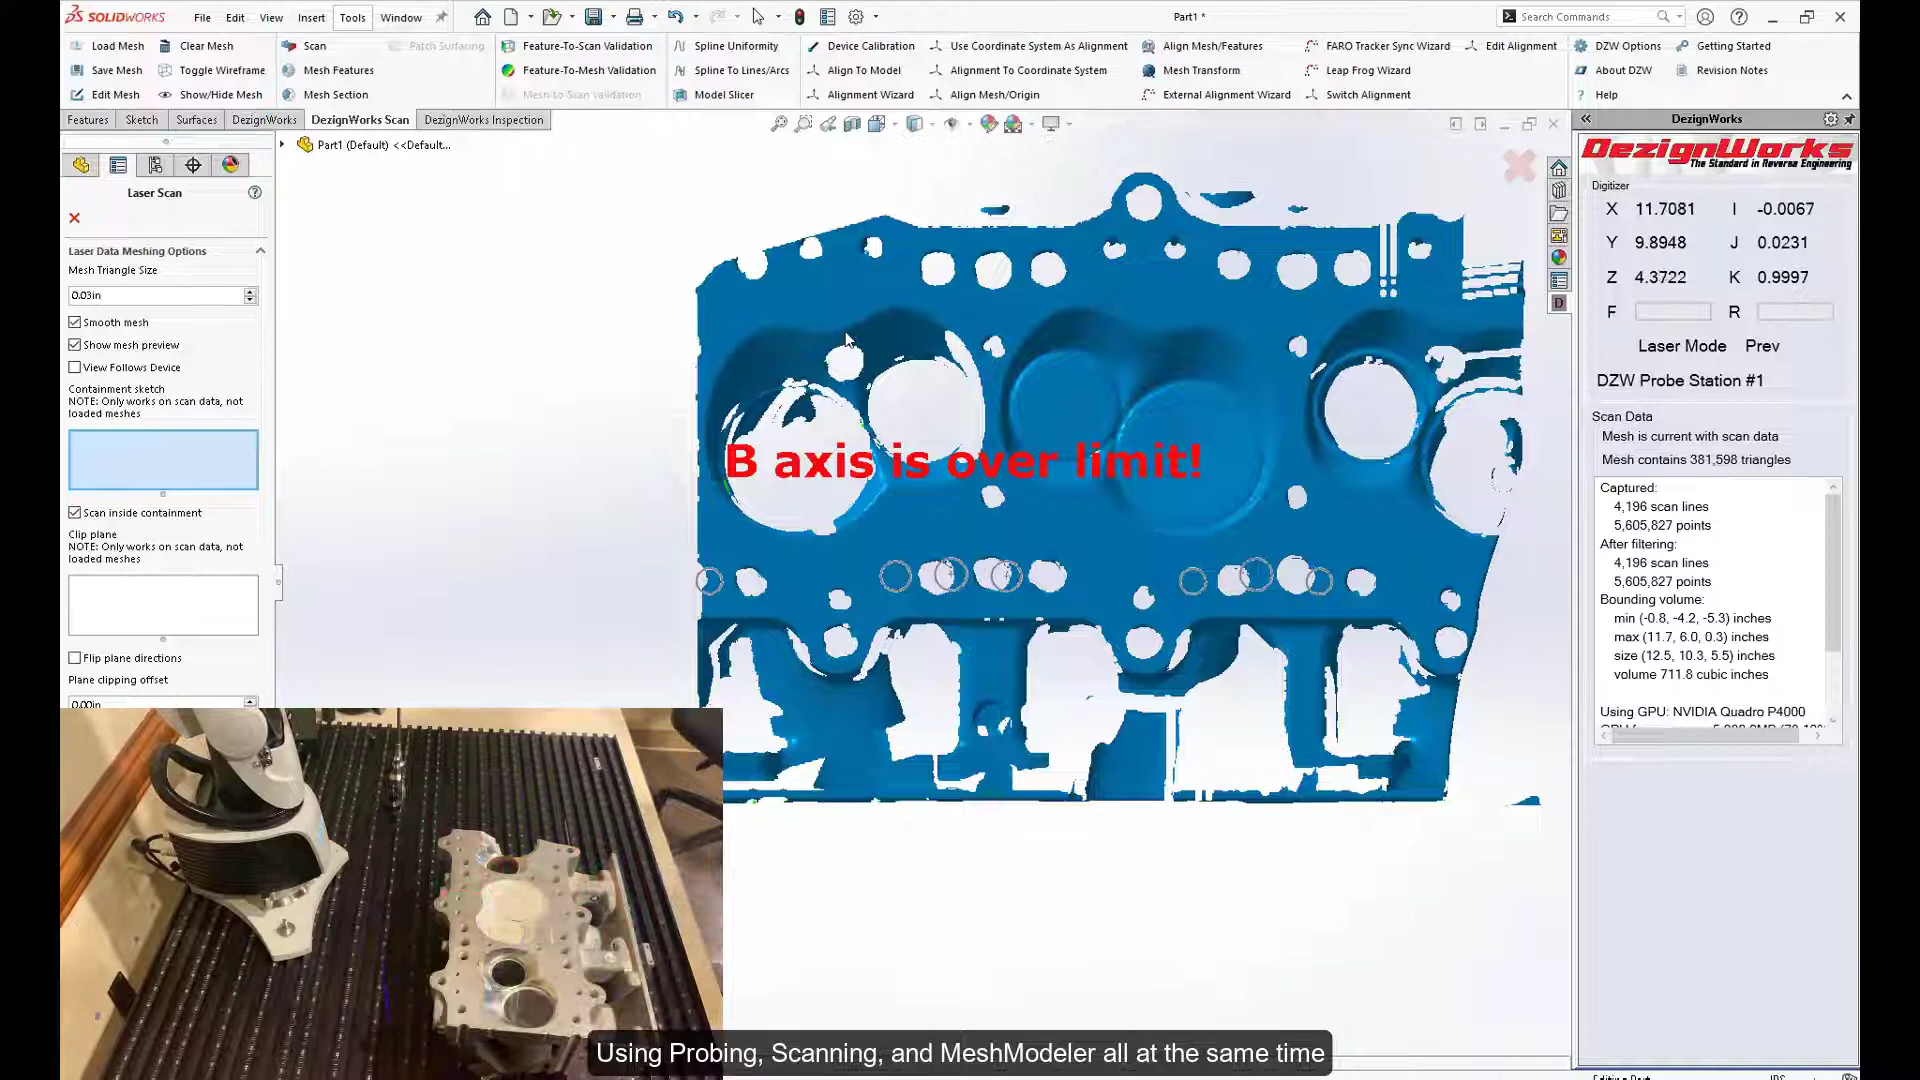 SOLIDWORKS File Edit View Insert Tools Window Part1 * Search Commands
Load Mesh Clear Mesh Scan Patch Surfacing Feature-To-Scan Validation Spline Uniformity Device Calibration Use Coordinate System As Alignment Align Mesh/Features FARO Tracker Sync Wizard Edit Alignment DZW Options Getting Started
Save Mesh Toggle Wireframe Mesh Features Feature-To-Mesh Validation Spline To Lines/Arcs Align To Model Alignment To Coordinate System Mesh Transform Leap Frog Wizard About DZW Revision Notes
Edit Mesh Show/Hide Mesh Mesh Section Mesh-to-Scan Validation Model Slicer Alignment Wizard Align Mesh/Origin External Alignment Wizard Switch Alignment Help
Features Sketch Surfaces DezignWorks DezignWorks Scan DezignWorks Inspection DezignWorks
Part1 (Default) <<Default...
DezignWorks
The Standard in Reverse Engineering
Laser Scan
Laser Data Meshing Options
Mesh Triangle Size
0.03in
Smooth mesh
Show mesh preview
View Follows Device
Containment sketch
NOTE: Only works on scan data, not
loaded meshes
Scan inside containment
Clip plane
NOTE: Only works on scan data, not
loaded meshes
Flip plane directions
Plane clipping offset
0.00in
B axis is over limit!
Digitizer
X 11.7081 I -0.0067
Y 9.8948 J 0.0231
Z 4.3722 K 0.9997
F R
Laser Mode Prev
DZW Probe Station #1
Scan Data
Mesh is current with scan data
Mesh contains 381,598 triangles
Captured:
4,196 scan lines
5,605,827 points
After filtering:
4,196 scan lines
5,605,827 points
Bounding volume:
min (-0.8, -4.2, -5.3) inches
max (11.7, 6.0, 0.3) inches
size (12.5, 10.3, 5.5) inches
volume 711.8 cubic inches
Using GPU: NVIDIA Quadro P4000
D
Using Probing, Scanning, and MeshModeler all at the same time